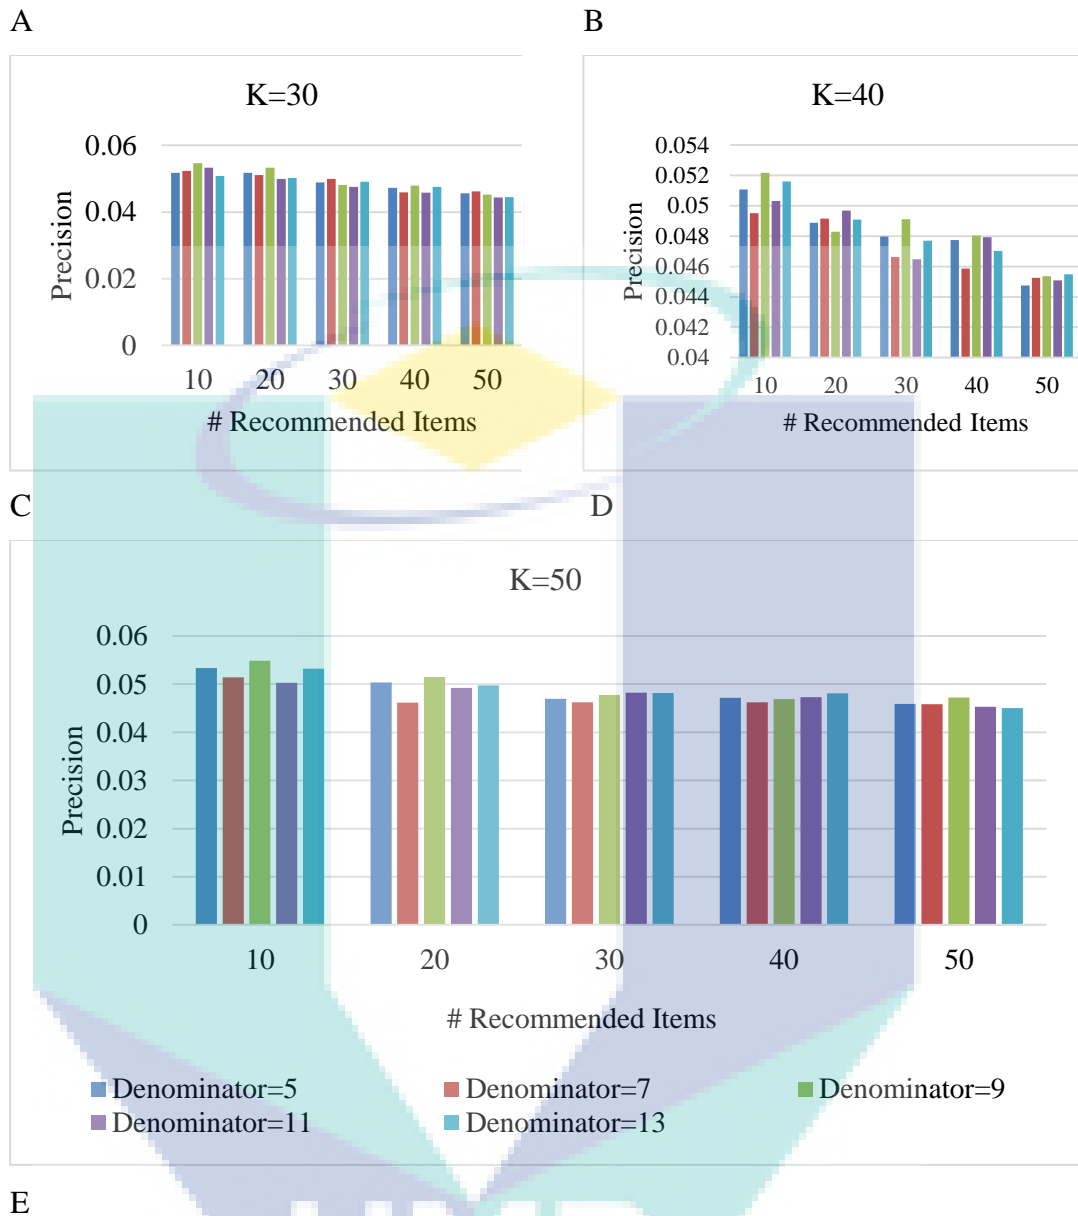 A
B
K=30
0.06
0.04
0.02
0
Precision
10 20 30 40 50
# Recommended Items
K=40
0.054
0.052
0.05
0.048
0.046
0.044
0.042
0.04
Precision
10 20 30 40 50
# Recommended Items
C
D
K=50
0.06
0.05
0.04
0.03
0.02
0.01
0
Precision
10 20 30 40 50
# Recommended Items
Denominator=5 Denominator=7 Denominator=9
Denominator=11 Denominator=13
E